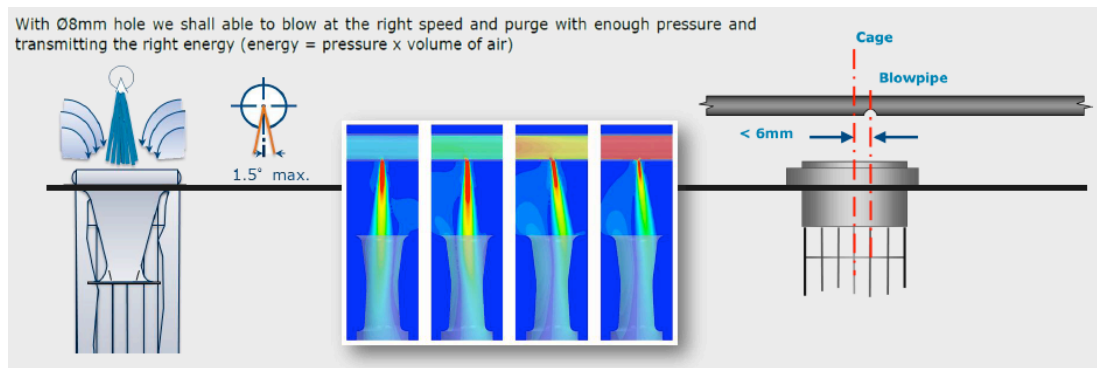 With Ø8mm hole we shall able to blow at the right speed and purge with enough pressure and
transmitting the right energy (energy = pressure x volume of air)
Cage
Blowpipe
< 6mm
1.5° max.